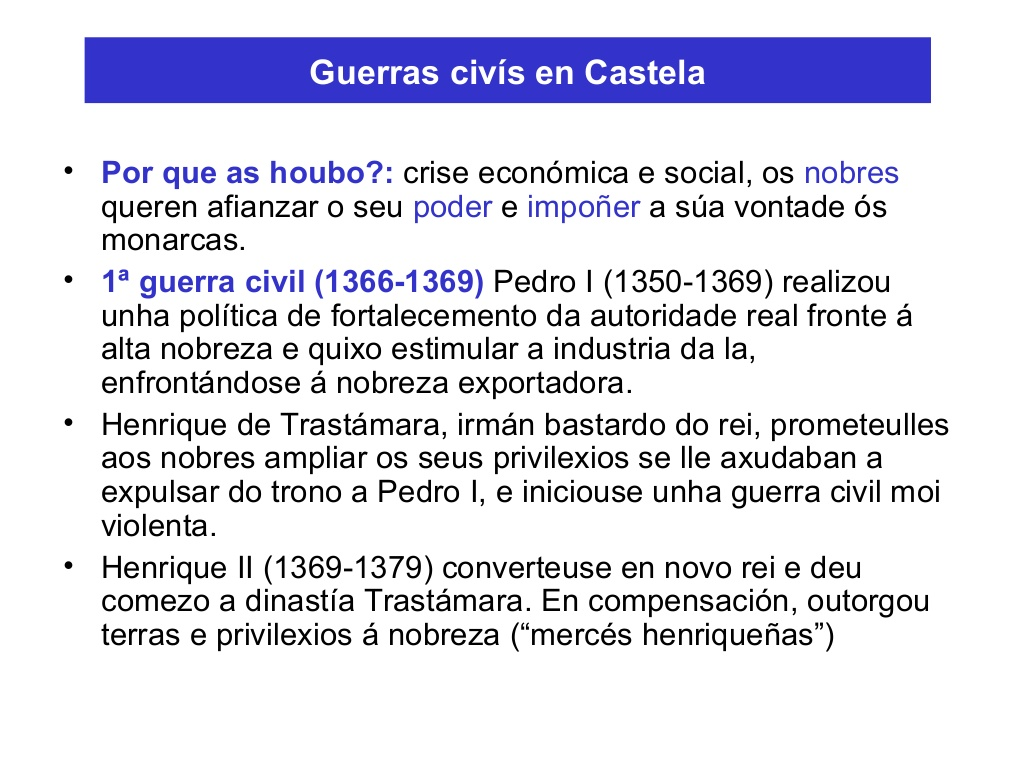 Guerras civís en Castela
• Por que as houbo?: crise económica e social, os nobres
queren afianzar o seu poder e impoñer a súa vontade ós
monarcas.
• 1ª guerra civil (1366-1369) Pedro I (1350-1369) realizou
unha política de fortalecemento da autoridade real fronte á
alta nobreza e quixo estimular a industria da la,
enfrontándose á nobreza exportadora.
• Henrique de Trastámara, irmán bastardo do rei, prometeulles
aos nobres ampliar os seus privilexios se lle axudaban a
expulsar do trono a Pedro I, e iniciouse unha guerra civil moi
violenta.
• Henrique II (1369-1379) converteuse en novo rei e deu
comezo a dinastía Trastámara. En compensación, outorgou
terras e privilexios á nobreza (“mercés henriqueñas”)